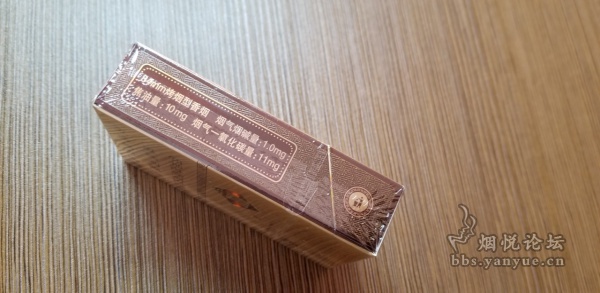 烤烟型香烟 烟气烟碱量:1.0mg
焦油量:10mg 烟气一氧化碳量:11mg
烟悦论坛
bbs.yanyue.cn